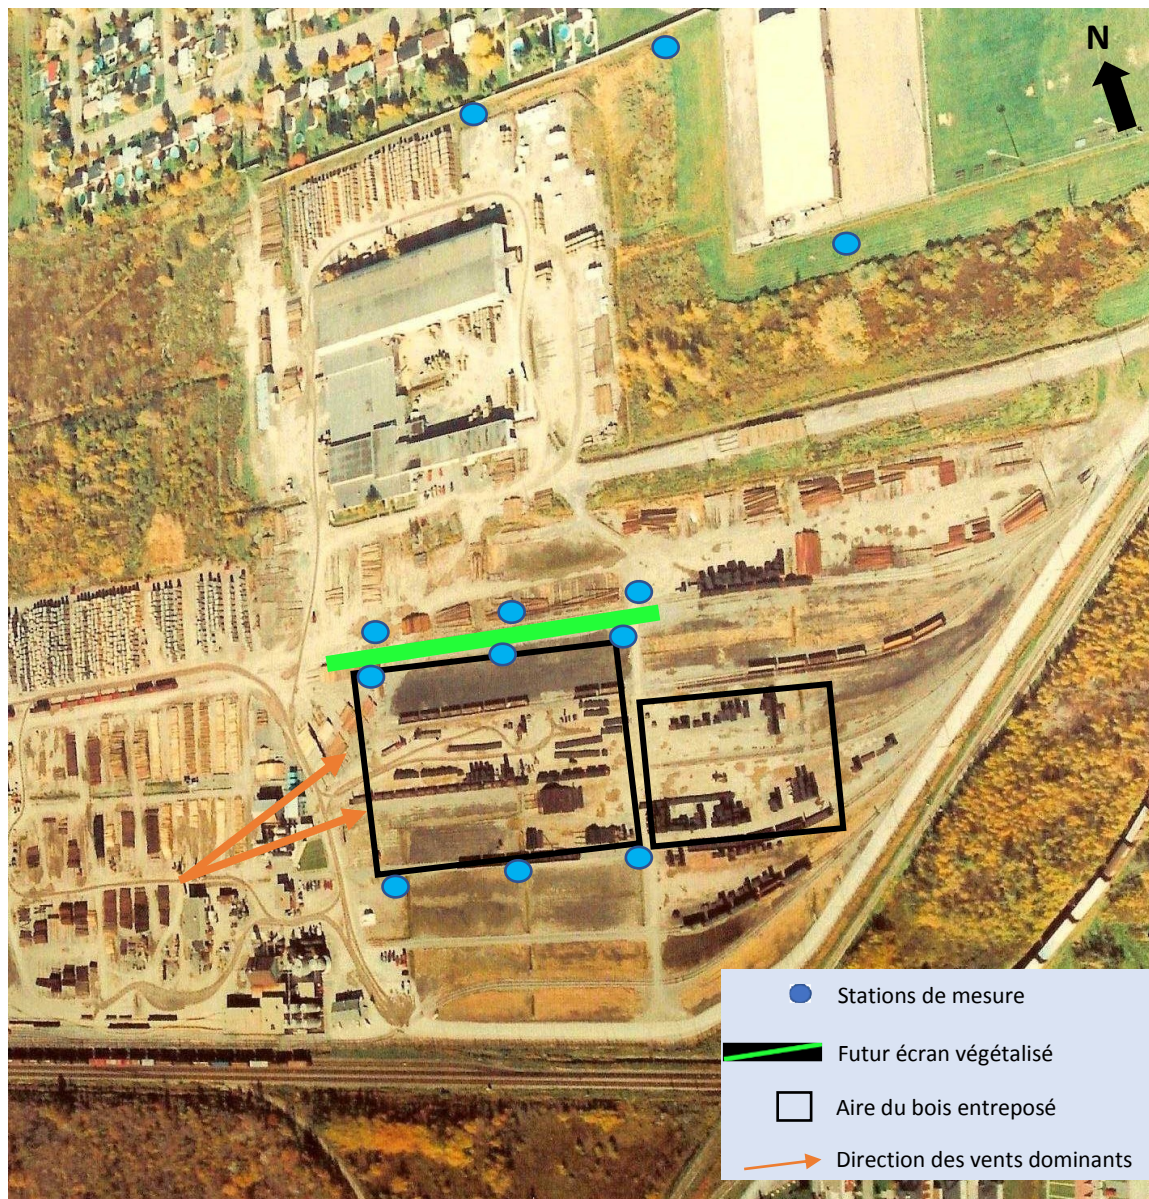 N
Stations de mesure
Futur écran végétalisé
Aire du bois entreposé
Direction des vents dominants